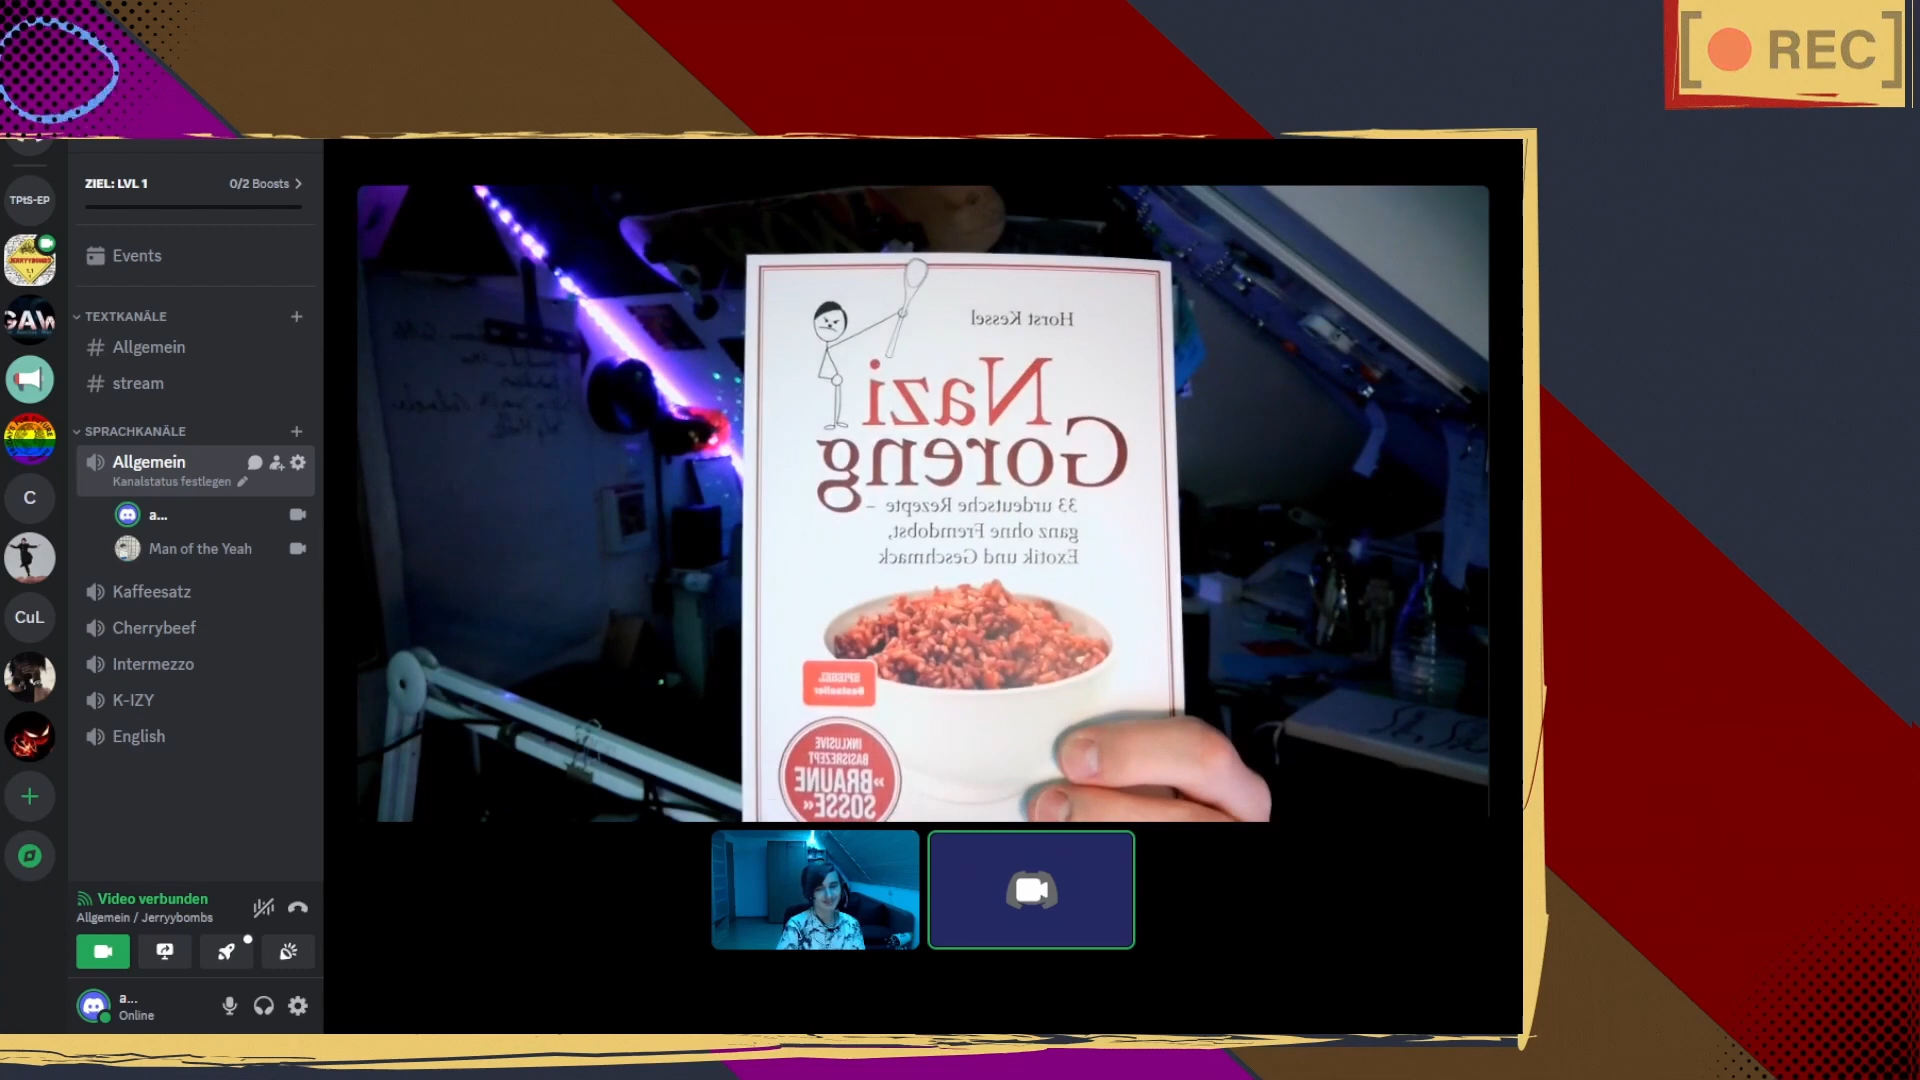 REC
ZIEL: LVL 1
0/2 Boosts
TPtS-EP
Events
TEXTKANÄLE
Allgemein
stream
SPRACHKANÄLE
Allgemein
Kanalstatus festlegen
a...
Man of the Yeah
Kaffeesatz
Cherrybeef
Intermezzo
K-IZY
English
C
CuL
Video verbunden
Allgemein / Jerryybombs
a...
Online
Horst Kessel
Nazi
Goreng
33 urdeutsche Rezepte –
ganz ohne Fremdobst,
Exotik und Geschmack
SPIEGEL
Bestseller
INKLUSIVE
BASISREZEPT
»BRAUNE
SOSSE«